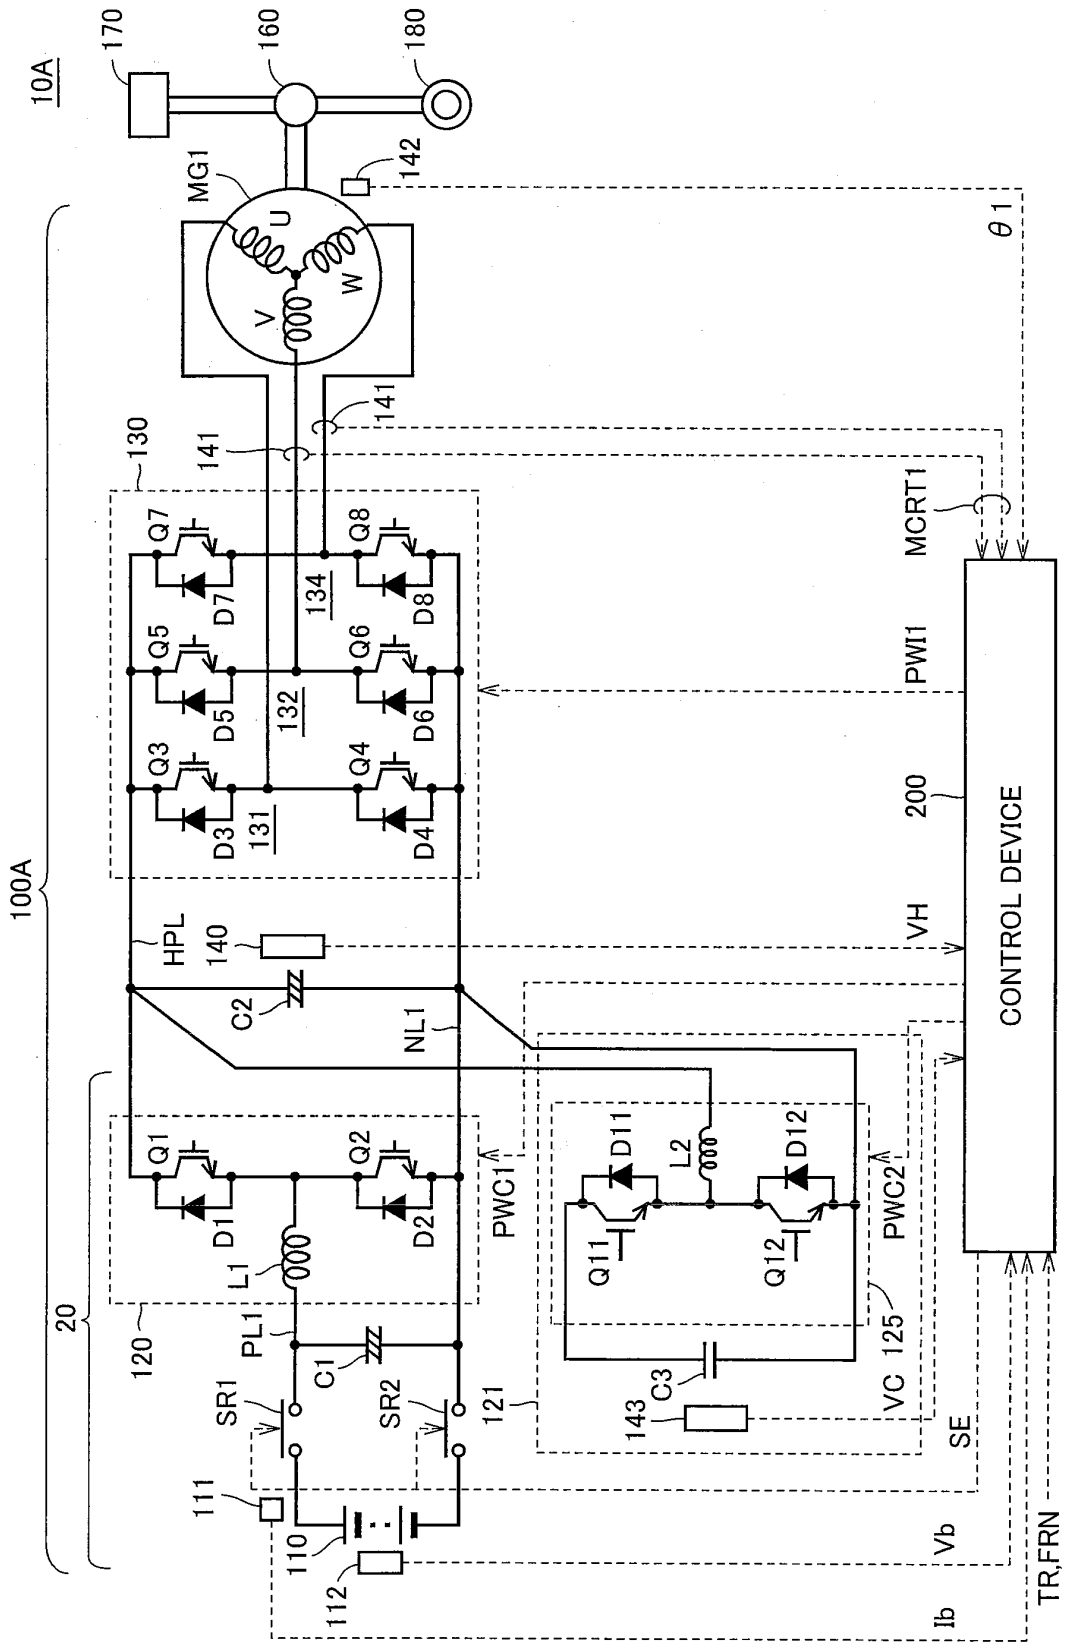 10A
100A
20
170
160
180
MG1
142
U
V
W
θ1
130
141
141
MCRT1
Q7
D7
Q8
D8
134
Q5
D5
Q6
D6
132
Q3
D3
Q4
D4
131
PWI1
200
CONTROL DEVICE
HPL
140
VH
C2
NL1
Q1
D1
Q2
D2
L1
120
PL1
C1
PWC1
D11
L2
D12
Q11
Q12
PWC2
125
121
C3
143
VC
SR1
SR2
SE
111
110
112
Vb
Ib
TR,FRN